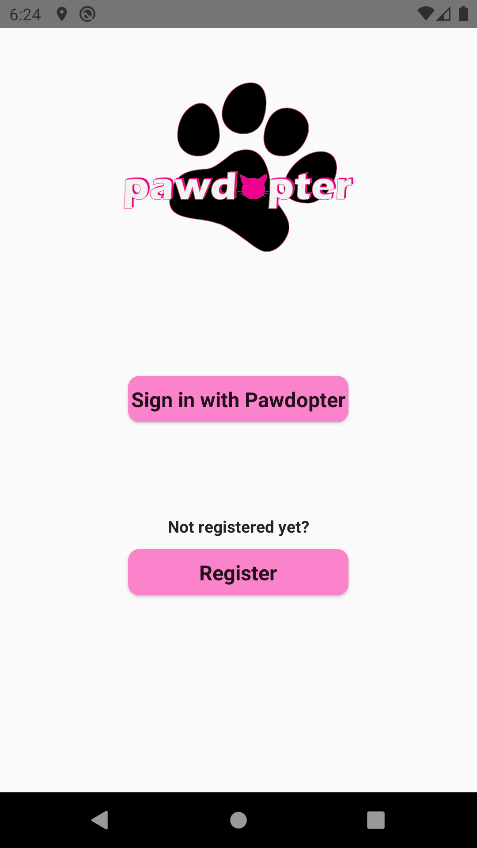 6:24
pawdopter
Sign in with Pawdopter
Not registered yet?
Register